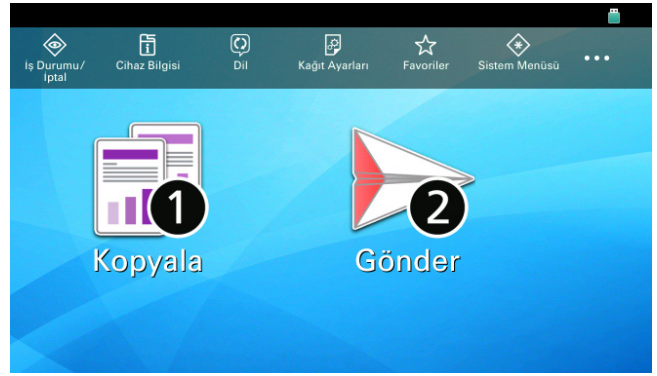 İş Durumu/
İptal
Cihaz Bilgisi
Dil
Kağıt Ayarları
Favoriler
Sistem Menüsü
1
2
Kopyala
Gönder